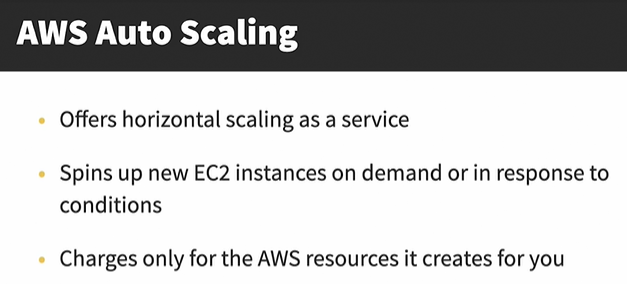 AWS Auto Scaling
• Offers horizontal scaling as a service
• Spins up new EC2 instances on demand or in response to
conditions
• Charges only for the AWS resources it creates for you